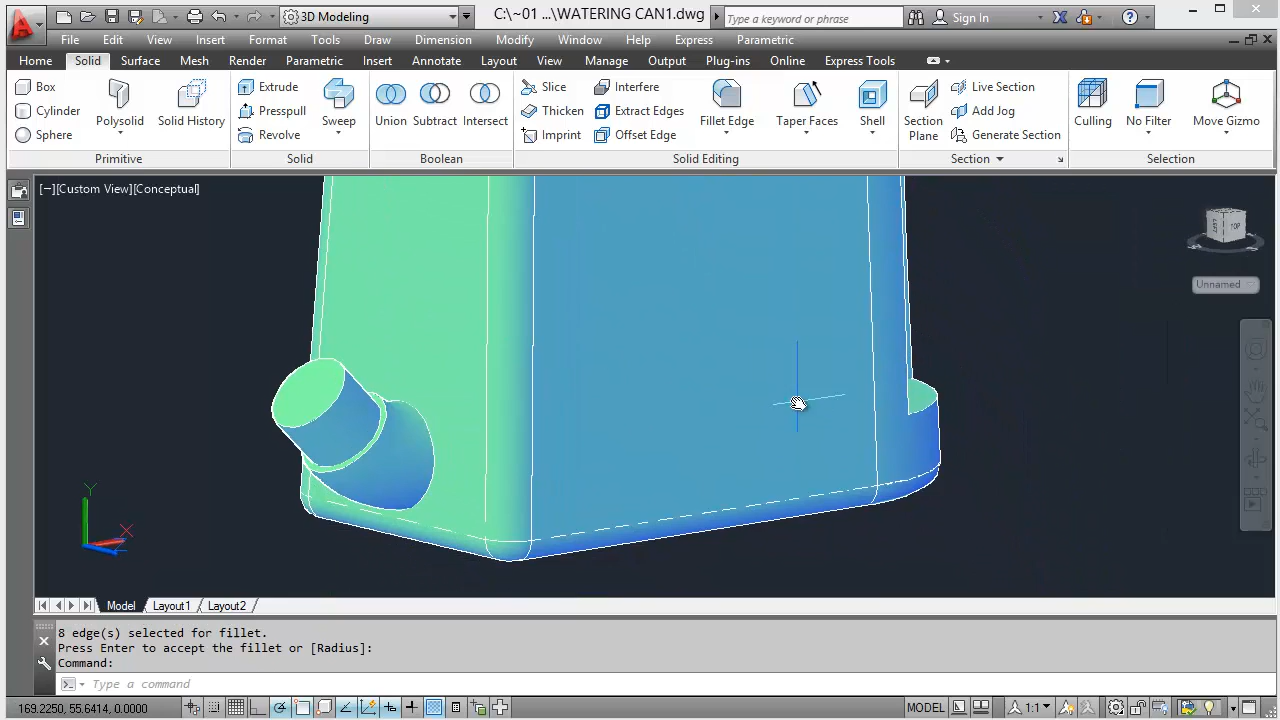 3D Modeling C:\~01 ...\WATERING CAN1.dwg Type a keyword or phrase Sign In
File Edit View Insert Format Tools Draw Dimension Modify Window Help Express Parametric
Home Solid Surface Mesh Render Parametric Insert Annotate Layout View Manage Output Plug-ins Online Express Tools
Box Extrude Slice Interfere Live Section
Cylinder Presspull Thicken Extract Edges Add Jog
Polysolid Solid History Sweep Union Subtract Intersect Fillet Edge Taper Faces Shell Section Plane Culling No Filter Move Gizmo
Sphere Revolve Imprint Offset Edge Generate Section
Primitive Solid Boolean Solid Editing Section Selection
[−][Custom View][Conceptual]
TOP
Unnamed
Y
X
Model Layout1 Layout2
8 edge(s) selected for fillet.
Press Enter to accept the fillet or [Radius]:
Command:
Type a command
169.2250, 55.6414, 0.0000 MODEL 1:1